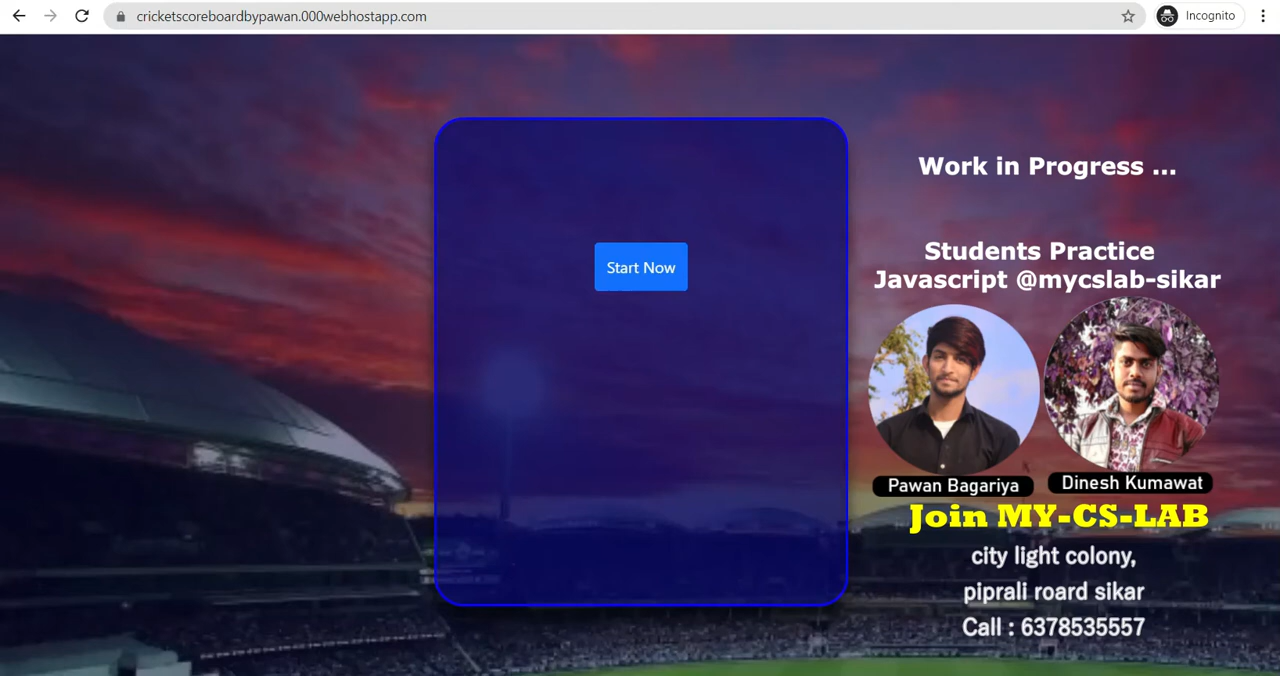 cricketscoreboardbypawan.000webhostapp.com
Incognito
Work in Progress ...
Start Now
Students Practice
Javascript @mycslab-sikar
Pawan Bagariya
Dinesh Kumawat
Join MY-CS-LAB
city light colony,
piprali roard sikar
Call : 6378535557